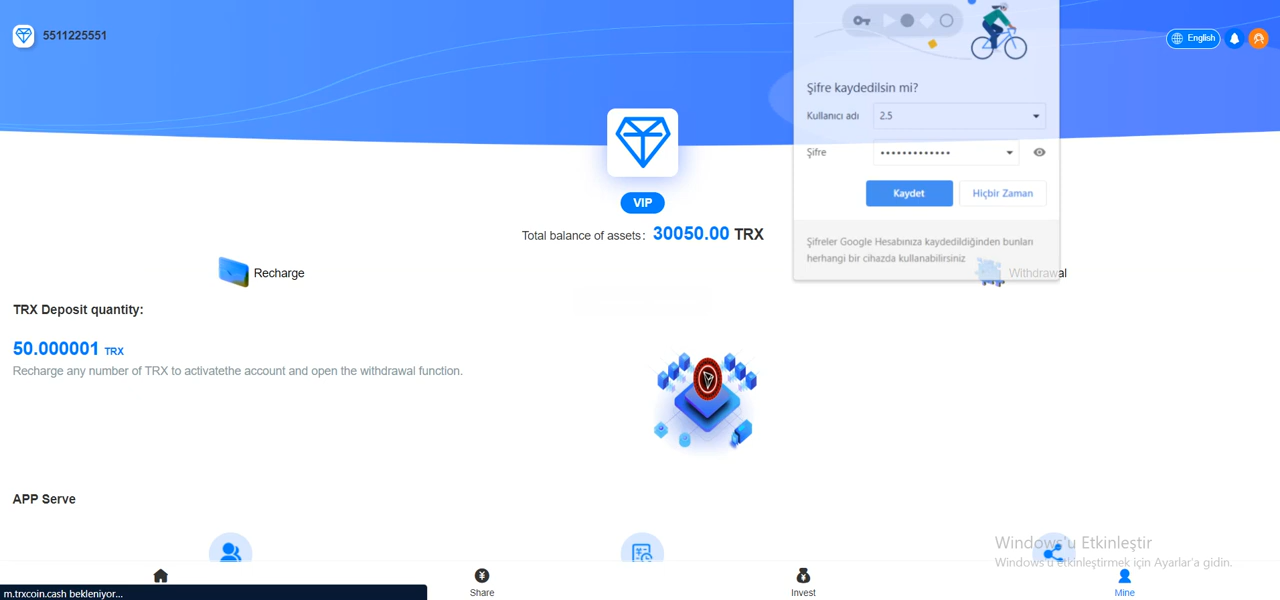 5511225551
English
Şifre kaydedilsin mi?
Kullanıcı adı
2.5
Şifre
•••••••••••••
Kaydet
Hiçbir Zaman
Şifreler Google Hesabınıza kaydedildiğinden bunları
herhangi bir cihazda kullanabilirsiniz
VIP
Total balance of assets: 30050.00 TRX
Recharge
Withdrawal
TRX Deposit quantity:
50.000001 TRX
Recharge any number of TRX to activatethe account and open the withdrawal function.
APP Serve
Windows'u Etkinleştir
Windows'u etkinleştirmek için Ayarlar'a gidin.
Share
Invest
Mine
m.trxcoin.cash bekleniyor...